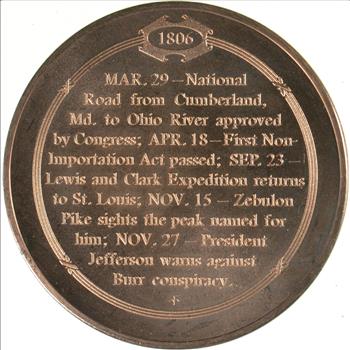 1806
MAR. 29 – National
Road from Cumberland,
Md. to Ohio River approved
by Congress; APR. 18 – First Non-
Importation Act passed; SEP. 23 –
Lewis and Clark Expedition returns
to St. Louis; NOV. 15 – Zebulon
Pike sights the peak named for
him; NOV. 27 – President
Jefferson warns against
Burr conspiracy.